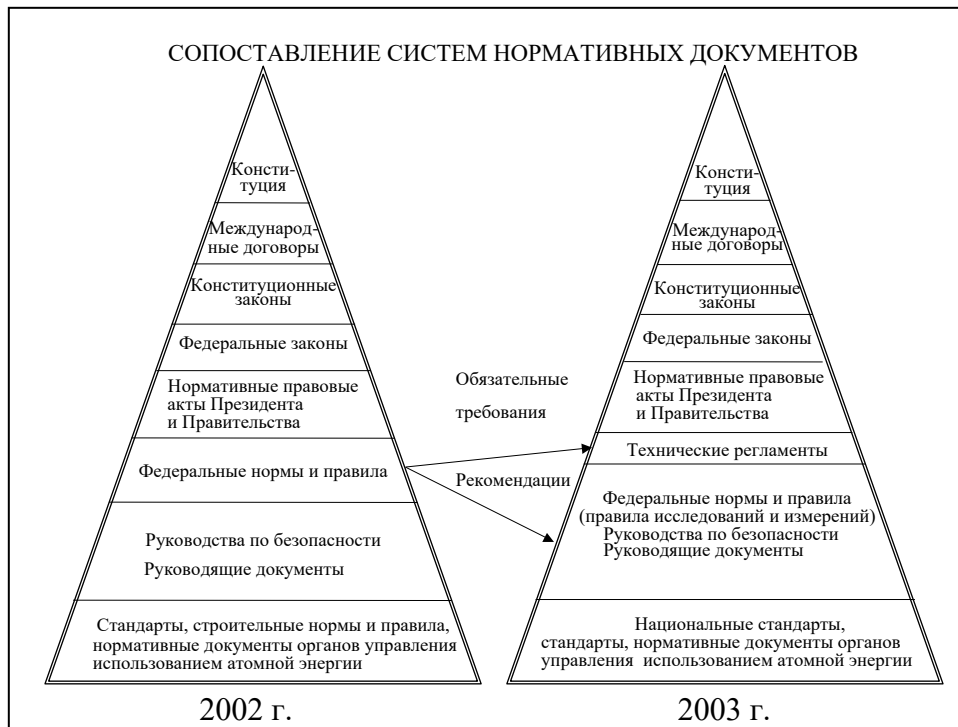 СОПОСТАВЛЕНИЕ СИСТЕМ НОРМАТИВНЫХ ДОКУМЕНТОВ
Консти-
туция
Международ-
ные договоры
Конституционные
законы
Федеральные законы
Нормативные правовые
акты Президента
и Правительства
Федеральные нормы и правила
Руководства по безопасности
Руководящие документы
Стандарты, строительные нормы и правила,
нормативные документы органов управления
использованием атомной энергии
2002 г.
Обязательные
требования
Рекомендации
Консти-
туция
Международ-
ные договоры
Конституционные
законы
Федеральные законы
Нормативные правовые
акты Президента
и Правительства
Технические регламенты
Федеральные нормы и правила
(правила исследований и измерений)
Руководства по безопасности
Руководящие документы
Национальные стандарты,
стандарты, нормативные документы органов
управления использованием атомной энергии
2003 г.